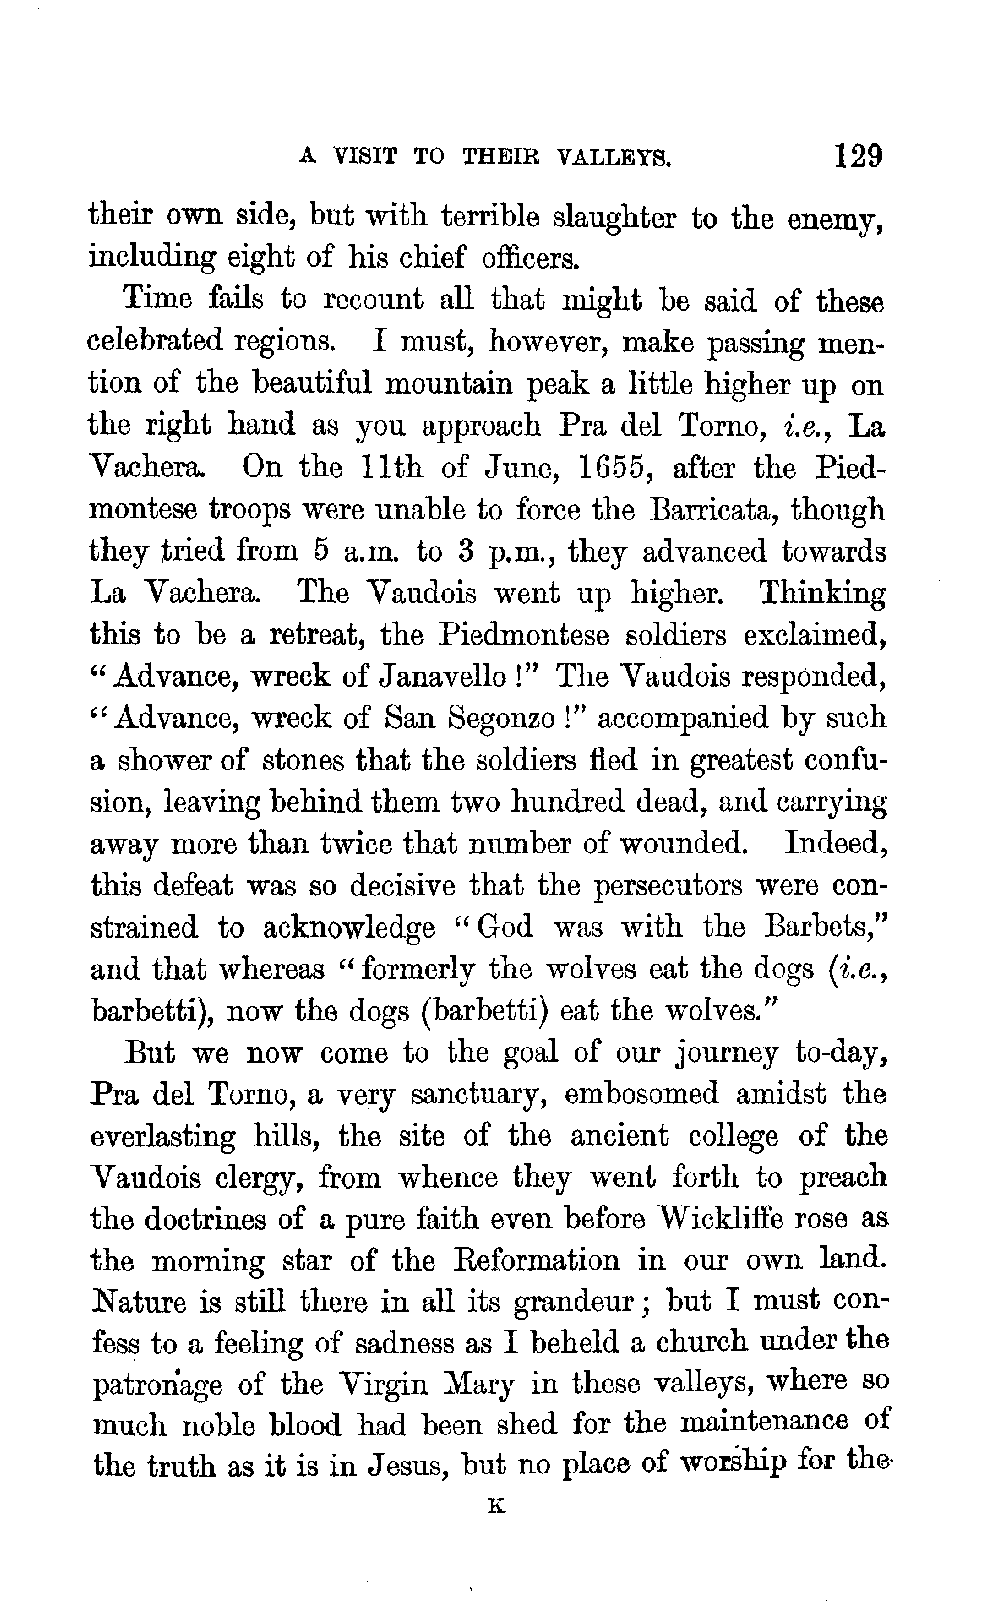 A VISIT TO THEIR VALLEYS. 129
their own side, but with terrible slaughter to the enemy,
including eight of his chief officers.
Time fails to recount all that might be said of these
celebrated regions. I must, however, make passing men-
tion of the beautiful mountain peak a little higher up on
the right hand as you approach Pra del Torno, i.e., La
Vachera. On the 11th of June, 1655, after the Pied-
montese troops were unable to force the Barricata, though
they tried from 5 a.m. to 3 p.m., they advanced towards
La Vachera. The Vaudois went up higher. Thinking
this to be a retreat, the Piedmontese soldiers exclaimed,
“Advance, wreck of Janavello!” The Vaudois responded,
“Advance, wreck of San Segonzo!” accompanied by such
a shower of stones that the soldiers fled in greatest confu-
sion, leaving behind them two hundred dead, and carrying
away more than twice that number of wounded. Indeed,
this defeat was so decisive that the persecutors were con-
strained to acknowledge “God was with the Barbets,”
and that whereas “formerly the wolves eat the dogs (i.e.,
barbetti), now the dogs (barbetti) eat the wolves.”
But we now come to the goal of our journey to-day,
Pra del Torno, a very sanctuary, embosomed amidst the
everlasting hills, the site of the ancient college of the
Vaudois clergy, from whence they went forth to preach
the doctrines of a pure faith even before Wickliffe rose as
the morning star of the Reformation in our own land.
Nature is still there in all its grandeur; but I must con-
fess to a feeling of sadness as I beheld a church under the
patronage of the Virgin Mary in these valleys, where so
much noble blood had been shed for the maintenance of
the truth as it is in Jesus, but no place of worship for the
K